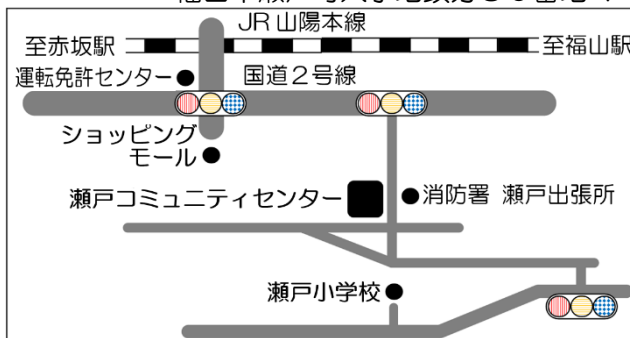 JR山陽本線
至赤坂駅
至福山駅
運転免許センター
国道2号線
ショッピング
モール
瀬戸コミュニティセンター
消防署 瀬戸出張所
瀬戸小学校